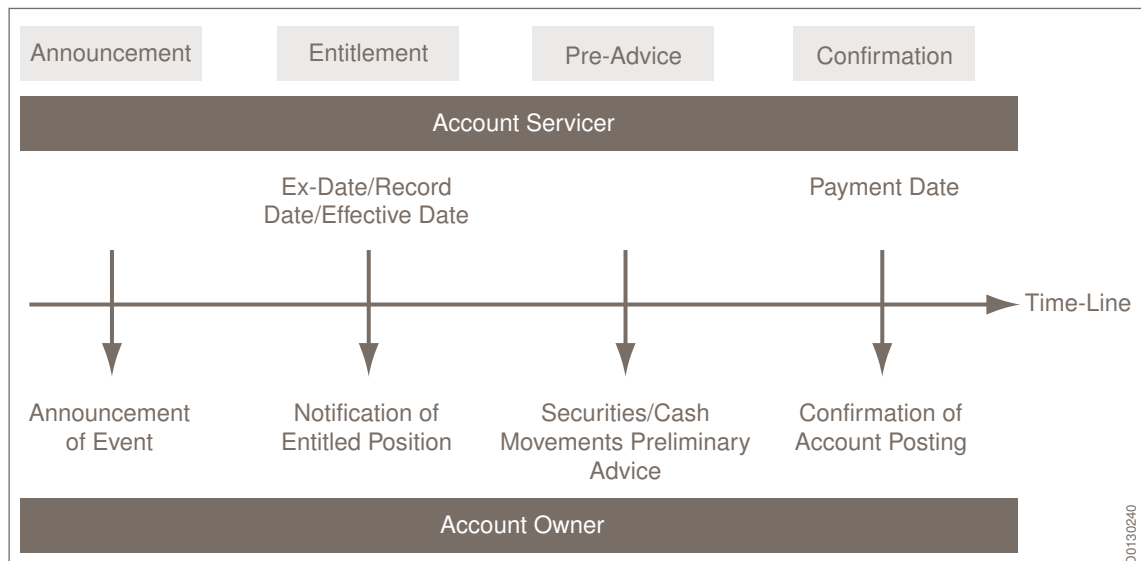 Announcement
Entitlement
Pre-Advice
Confirmation
Account Servicer
Ex-Date/Record
Date/Effective Date
Payment Date
Time-Line
Announcement
of Event
Notification of
Entitled Position
Securities/Cash
Movements Preliminary
Advice
Confirmation of
Account Posting
Account Owner
D0130240